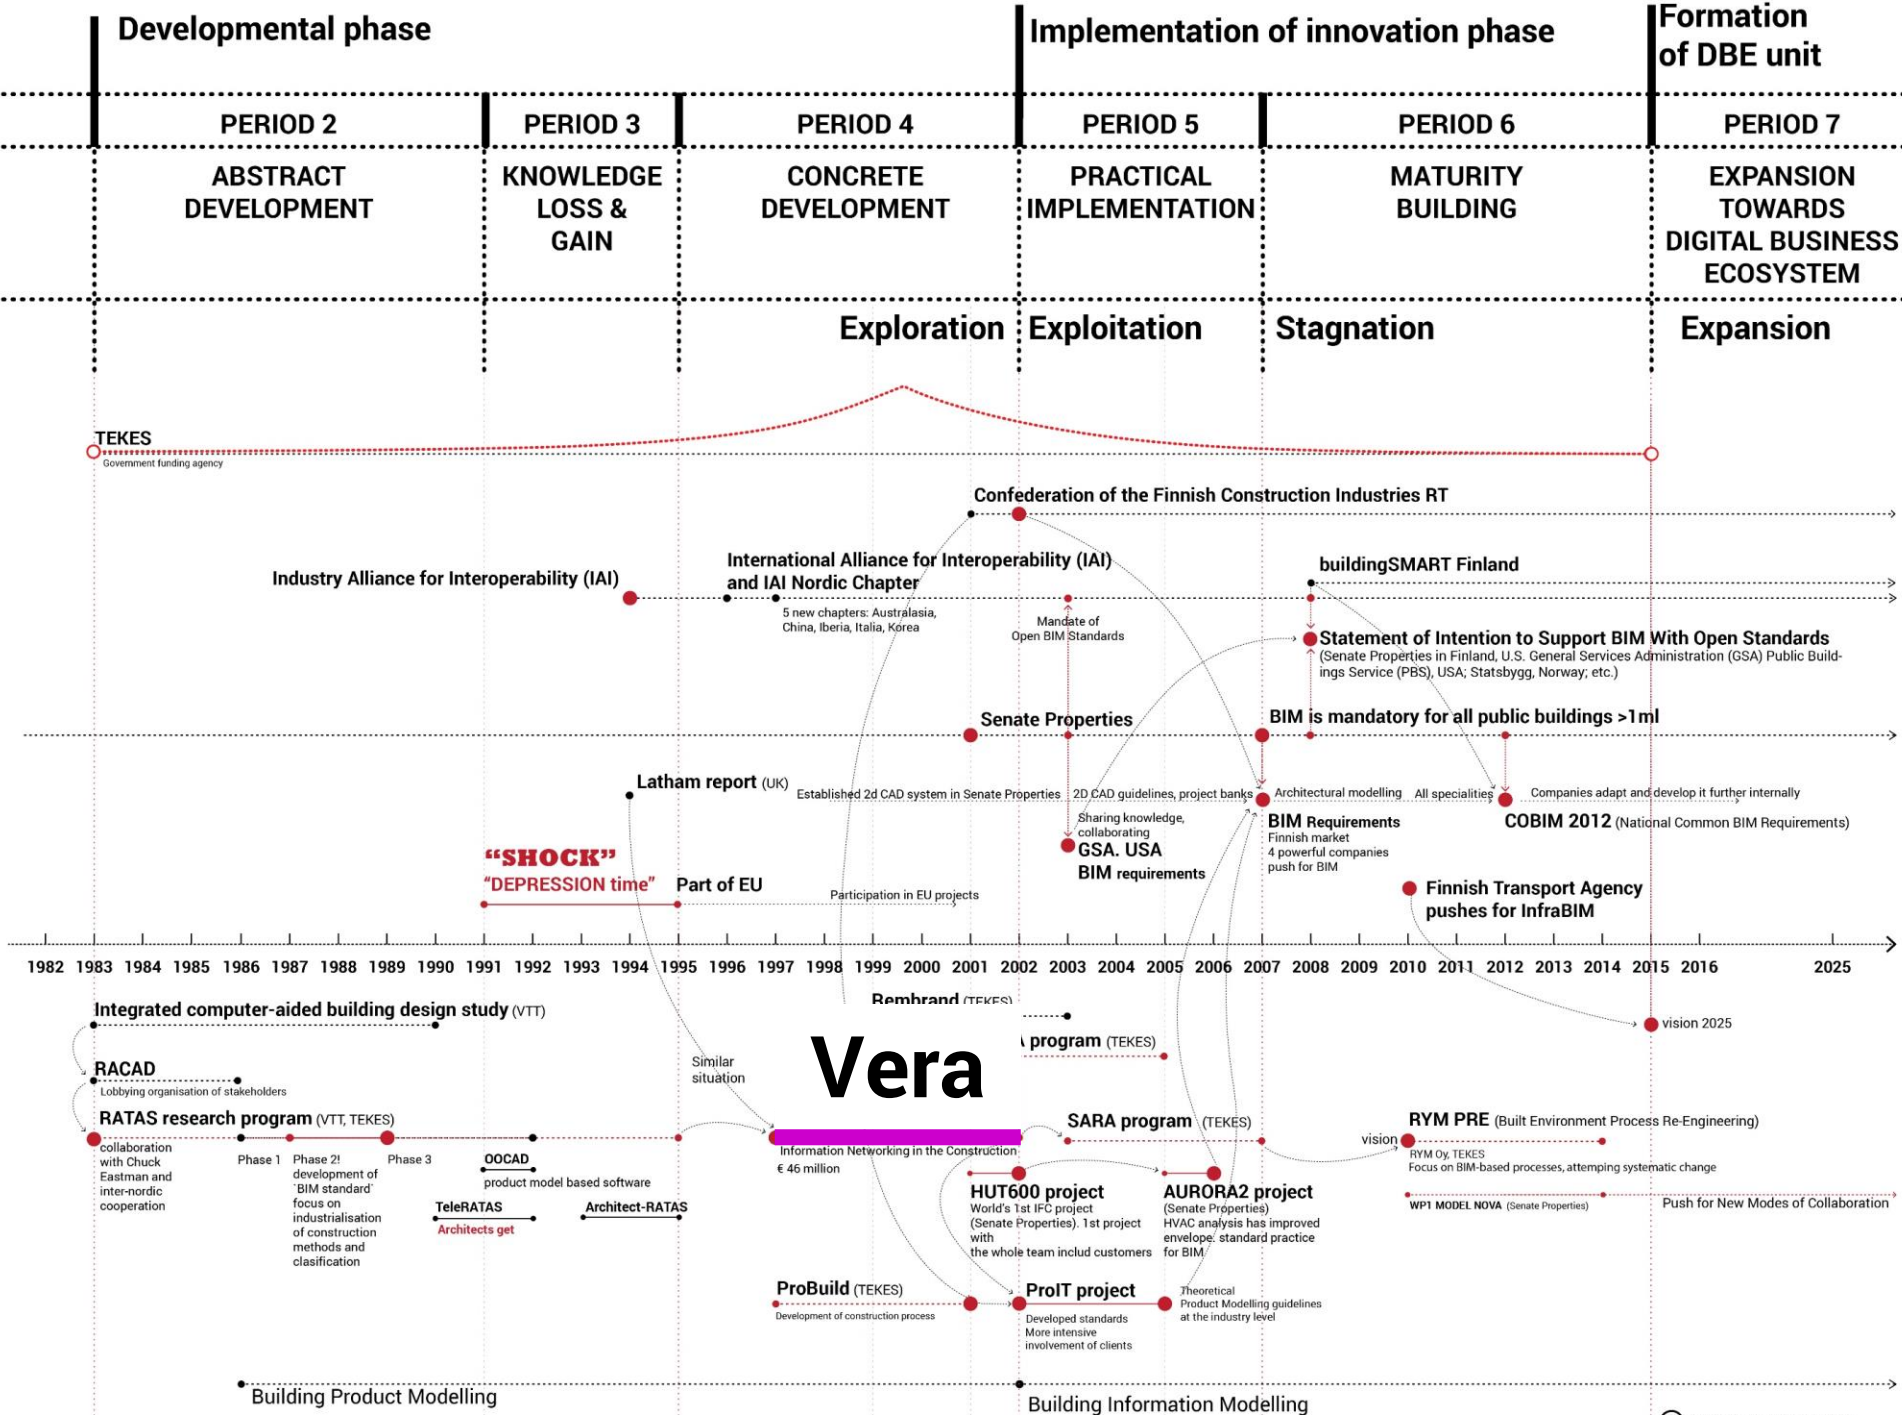 Developmental phase
Implementation of innovation phase
Formation
of DBE unit
PERIOD 2
PERIOD 3
PERIOD 4
PERIOD 5
PERIOD 6
PERIOD 7
ABSTRACT
DEVELOPMENT
KNOWLEDGE
LOSS &
GAIN
CONCRETE
DEVELOPMENT
PRACTICAL
IMPLEMENTATION
MATURITY
BUILDING
EXPANSION
TOWARDS
DIGITAL BUSINESS
ECOSYSTEM
Exploration
Exploitation
Stagnation
Expansion
TEKES
Government funding agency
Confederation of the Finnish Construction Industries RT
Industry Alliance for Interoperability (IAI)
International Alliance for Interoperability (IAI)
and IAI Nordic Chapter
5 new chapters: Australasia,
China, Iberia, Italia, Korea
Mandate of
Open BIM Standards
buildingSMART Finland
Statement of Intention to Support BIM With Open Standards
(Senate Properties in Finland, U.S. General Services Administration (GSA) Public Build-
ings Service (PBS), USA; Statsbygg, Norway; etc.)
Senate Properties
BIM is mandatory for all public buildings >1ml
Latham report (UK)
Established 2d CAD system in Senate Properties
2D CAD guidelines, project banks
Architectural modelling
All specialities
Companies adapt and develop it further internally
Sharing knowledge,
collaborating
GSA. USA
BIM requirements
BIM Requirements
Finnish market
4 powerful companies
push for BIM
COBIM 2012 (National Common BIM Requirements)
“SHOCK”
“DEPRESSION time”
Part of EU
Participation in EU projects
Finnish Transport Agency
pushes for InfraBIM
1982 1983 1984 1985 1986 1987 1988 1989 1990 1991 1992 1993 1994 1995 1996 1997 1998 1999 2000 2001 2002 2003 2004 2005 2006 2007 2008 2009 2010 2011 2012 2013 2014 2015 2016 2025
Integrated computer-aided building design study (VTT)
Rembrand (TEKES)
vision 2025
Vera
program (TEKES)
RACAD
Lobbying organisation of stakeholders
Similar
situation
RATAS research program (VTT, TEKES)
collaboration
with Chuck
Eastman and
inter-nordic
cooperation
Phase 1
Phase 2!
development of
`BIM standard`
focus on
industrialisation
of construction
methods and
clasification
Phase 3
OOCAD
product model based software
TeleRATAS
Architects get
Architect-RATAS
Information Networking in the Construction
€ 46 million
SARA program (TEKES)
HUT600 project
World's 1st IFC project
(Senate Properties). 1st project
with
the whole team includ customers
AURORA2 project
(Senate Properties)
HVAC analysis has improved
envelope. standard practice
for BIM
vision
RYM PRE (Built Environment Process Re-Engineering)
RYM Oy, TEKES
Focus on BIM-based processes, attemping systematic change
WP1 MODEL NOVA (Senate Properties)
Push for New Modes of Collaboration
ProBuild (TEKES)
Development of construction process
ProIT project
Developed standards
More intensive
involvement of clients
Theoretical
Product Modelling guidelines
at the industry level
Building Product Modelling
Building Information Modelling